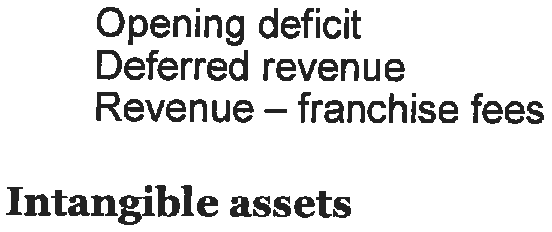 Opening deficit
Deferred revenue
Revenue – franchise fees
Intangible assets